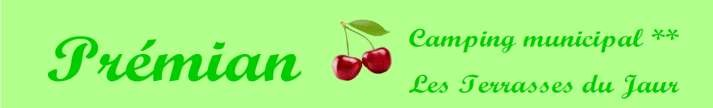 Prémian
Camping municipal **
Les Terrasses du Jaur